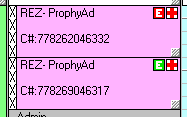 REZ- ProphyAd E
C#:778262046332
REZ- ProphyAd E
C#:778269046317
Admin